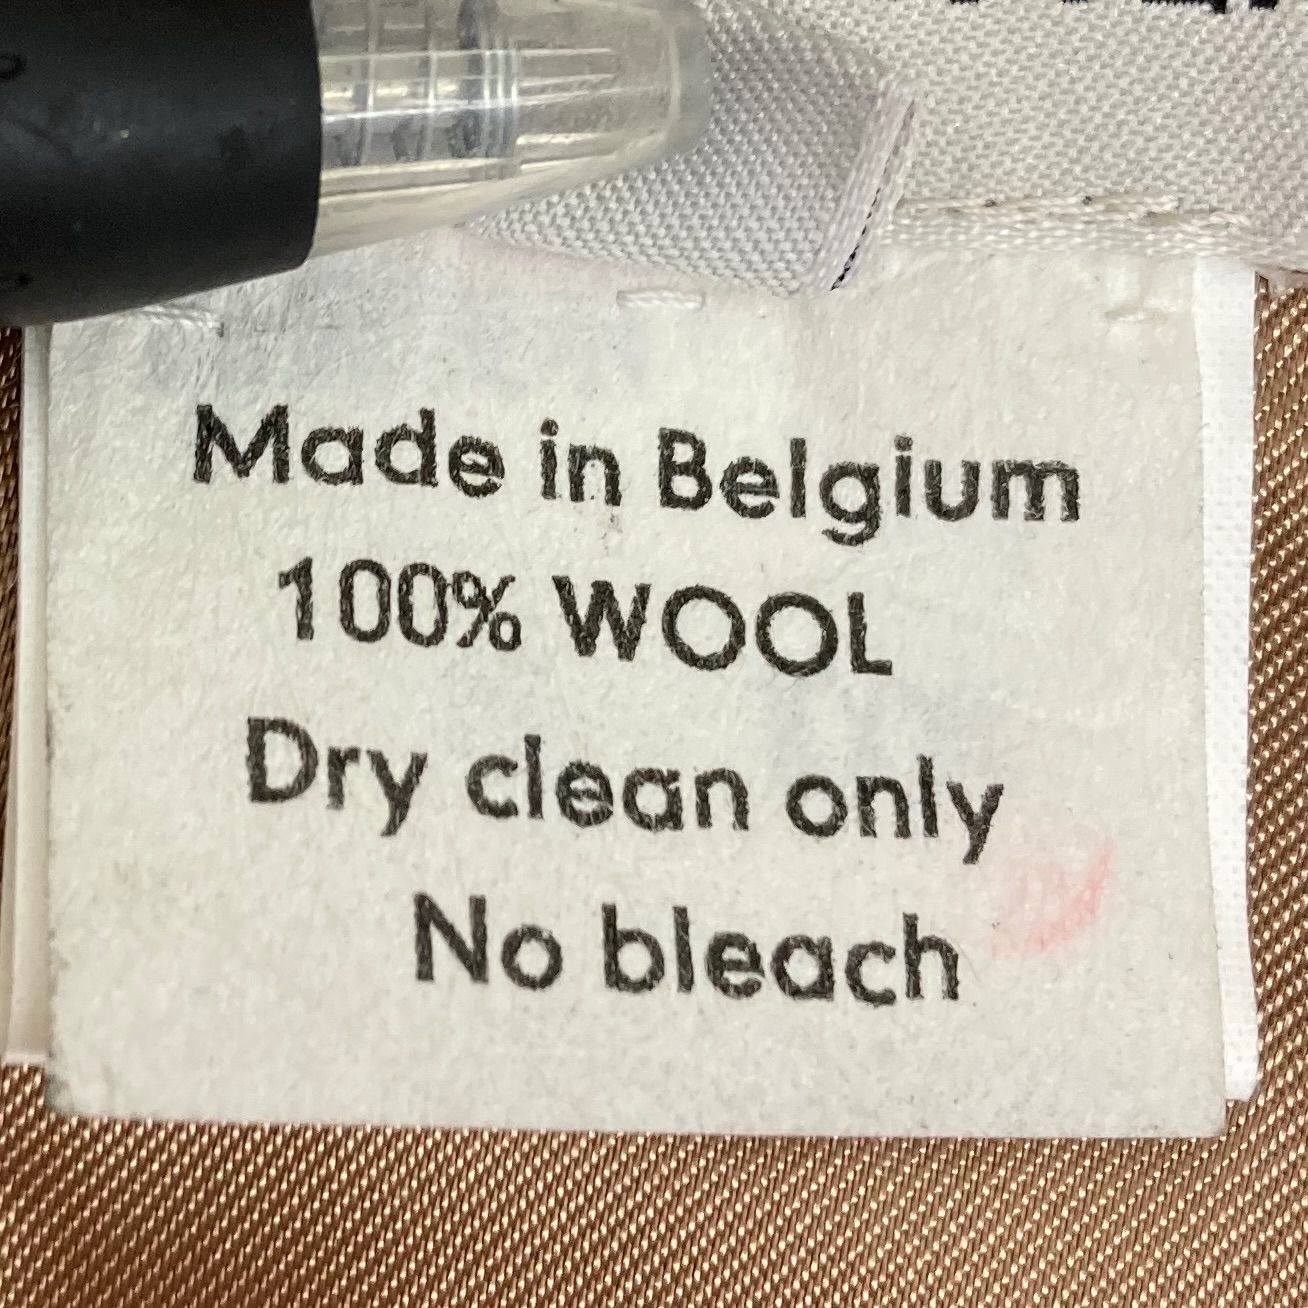 Made in Belgium
100% WOOL
Dry clean only
No bleach